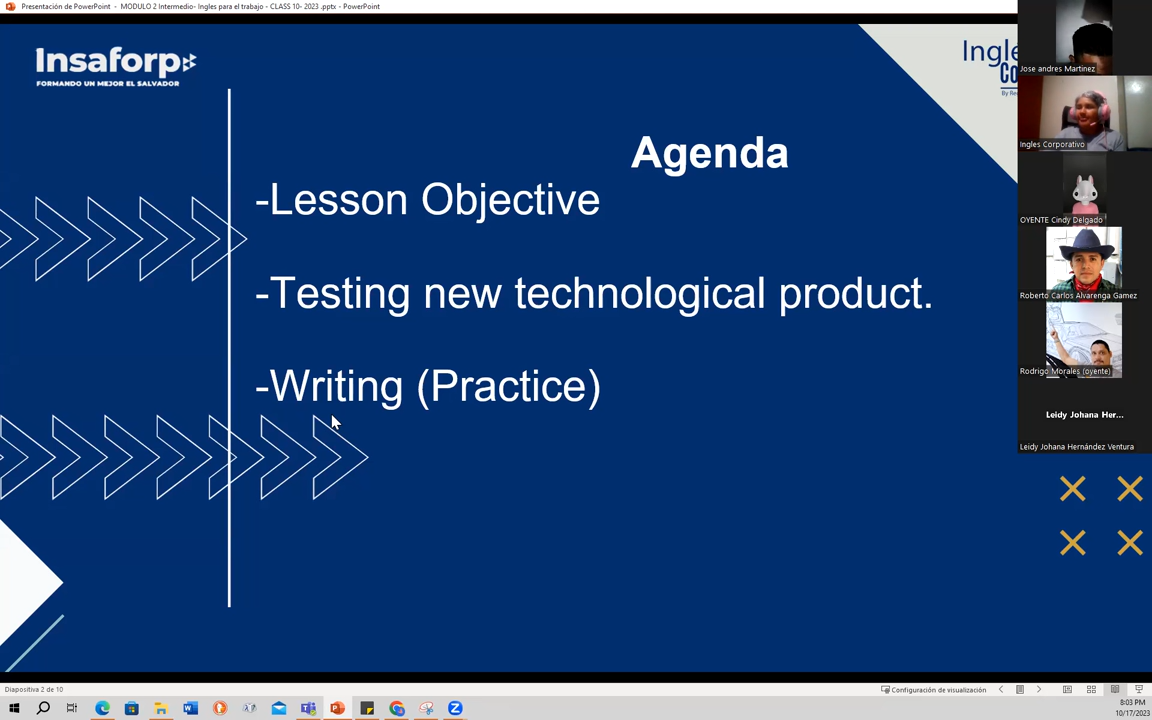 Presentación de PowerPoint - MODULO 2 Intermedio- Ingles para el trabajo - CLASS 10- 2023 .pptx - PowerPoint
Insaforp
FORMANDO UN MEJOR EL SALVADOR
Ingle
Co
By Re
Agenda
-Lesson Objective
-Testing new technological product.
-Writing (Practice)
Jose andres Martinez
Ingles Corporativo
OYENTE Cindy Delgado
Roberto Carlos Alvarenga Gamez
Rodrigo Morales (oyente)
Leidy Johana Her...
Leidy Johana Hernández Ventura
Diapositiva 2 de 10
Configuración de visualización
8:03 PM
10/17/2023